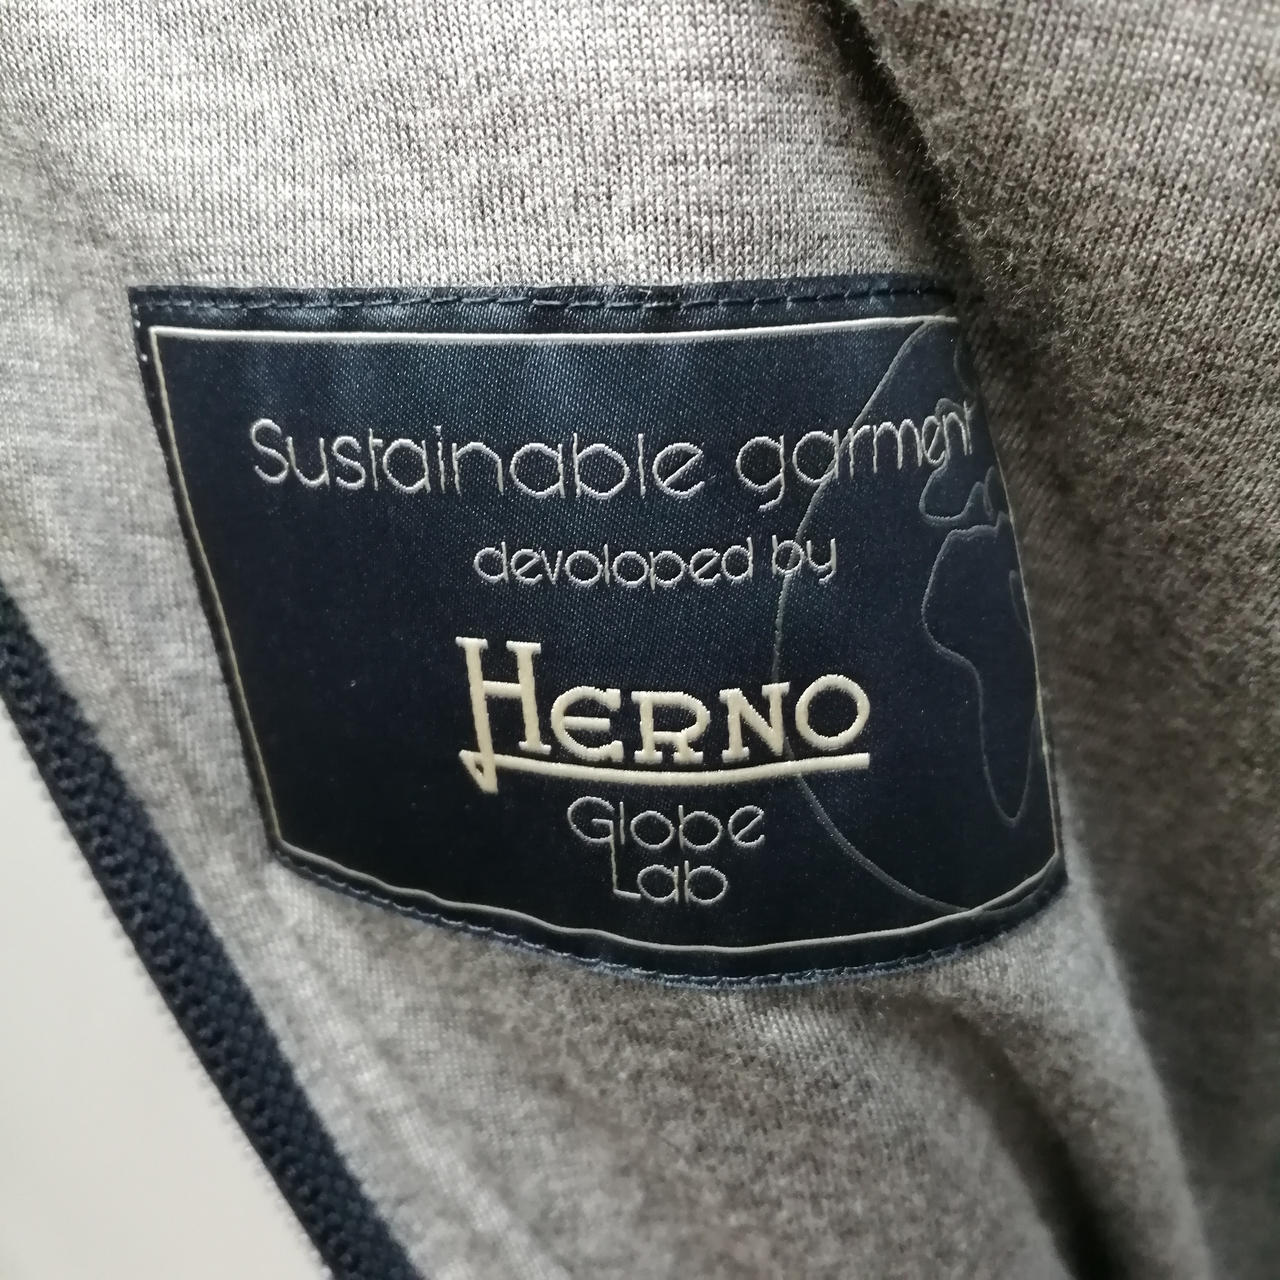 Sustainable garment
devoloped by
HERNO
Globe
Lab